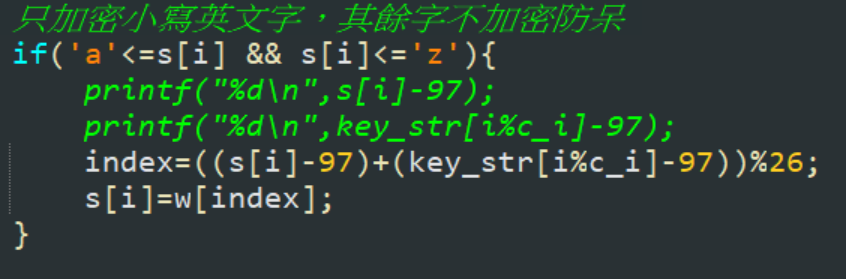 只加密小寫英文字，其餘字不加密防呆
if('a'<=s[i] && s[i]<='z'){
    printf("%d\n",s[i]-97);
    printf("%d\n",key_str[i%c_i]-97);
    index=((s[i]-97)+(key_str[i%c_i]-97))%26;
    s[i]=w[index];
}